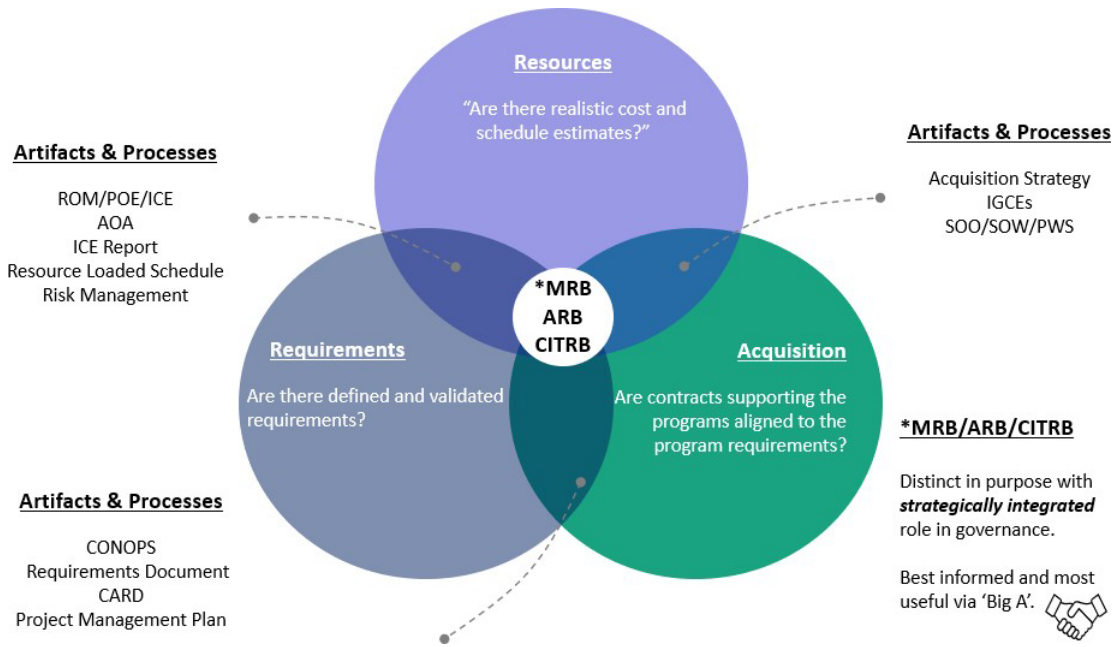 Resources
“Are there realistic cost and
schedule estimates?”
Artifacts & Processes
ROM/POE/ICE
AOA
ICE Report
Resource Loaded Schedule
Risk Management
Artifacts & Processes
Acquisition Strategy
IGCEs
SOO/SOW/PWS
*MRB
ARB
CITRB
Requirements
Are there defined and validated
requirements?
Acquisition
Are contracts supporting the
programs aligned to the
program requirements?
Artifacts & Processes
CONOPS
Requirements Document
CARD
Project Management Plan
*MRB/ARB/CITRB
Distinct in purpose with
strategically integrated
role in governance.
Best informed and most
useful via ‘Big A’.